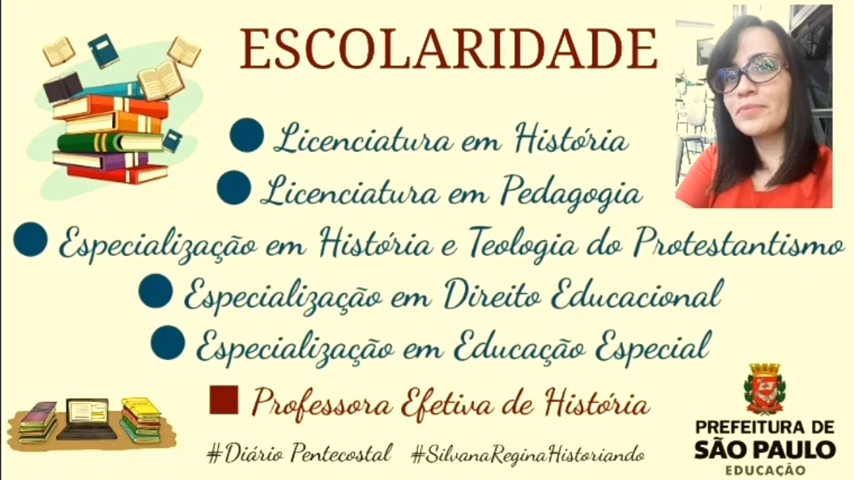 ESCOLARIDADE
Licenciatura em História
Licenciatura em Pedagogia
Especialização em História e Teologia do Protestantismo
Especialização em Direito Educacional
Especialização em Educação Especial
Professora Efetiva de História
#Diário Pentecostal #SilvanaReginaHistoriando
PREFEITURA DE
SÃO PAULO
EDUCAÇÃO